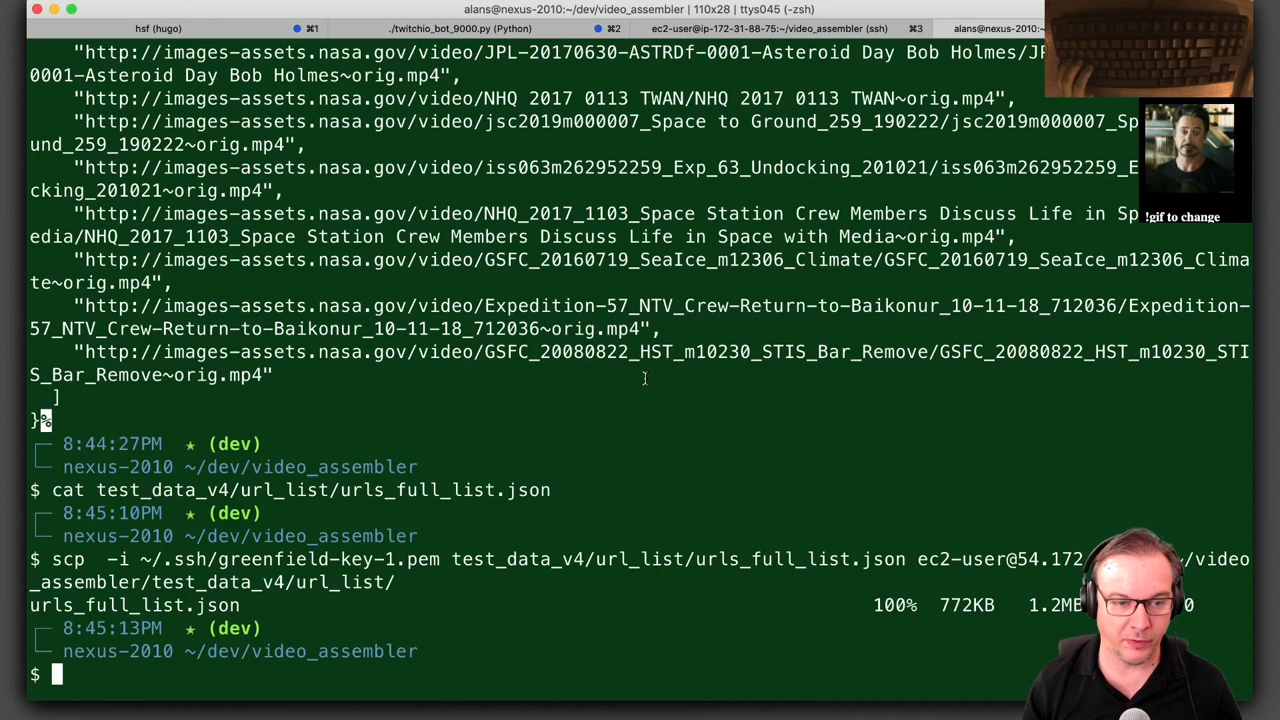 alans@nexus-2010:~/dev/video_assembler | 110x28 | ttys045 (-zsh)
hsf (hugo) ⌘1 ./twitchio_bot_9000.py (Python) ⌘2 ec2-user@ip-172-31-88-75:~/video_assembler (ssh) ⌘3 alans@nexus-2010:~
"http://images-assets.nasa.gov/video/JPL-20170630-ASTRDf-0001-Asteroid Day Bob Holmes/
0001-Asteroid Day Bob Holmes~orig.mp4",
"http://images-assets.nasa.gov/video/NHQ 2017 0113 TWAN/NHQ 2017 0113 TWAN~orig.mp4",
"http://images-assets.nasa.gov/video/jsc2019m000007_Space to Ground_259_190222/jsc2019m000007_Sp
und_259_190222~orig.mp4",
"http://images-assets.nasa.gov/video/iss063m262952259_Exp_63_Undocking_201021/iss063m262952259_E
cking_201021~orig.mp4",
"http://images-assets.nasa.gov/video/NHQ_2017_1103_Space Station Crew Members Discuss Life in Sp
edia/NHQ_2017_1103_Space Station Crew Members Discuss Life in Space with Media~orig.mp4",
"http://images-assets.nasa.gov/video/GSFC_20160719_SeaIce_m12306_Climate/GSFC_20160719_SeaIce_m12306_Clima
te~orig.mp4",
"http://images-assets.nasa.gov/video/Expedition-57_NTV_Crew-Return-to-Baikonur_10-11-18_712036/Expedition-
57_NTV_Crew-Return-to-Baikonur_10-11-18_712036~orig.mp4",
"http://images-assets.nasa.gov/video/GSFC_20080822_HST_m10230_STIS_Bar_Remove/GSFC_20080822_HST_m10230_STI
S_Bar_Remove~orig.mp4"
]
}%
8:44:27PM ★ (dev)
nexus-2010 ~/dev/video_assembler
$ cat test_data_v4/url_list/urls_full_list.json
8:45:10PM ★ (dev)
nexus-2010 ~/dev/video_assembler
$ scp -i ~/.ssh/greenfield-key-1.pem test_data_v4/url_list/urls_full_list.json ec2-user@54.172 /video
_assembler/test_data_v4/url_list/
urls_full_list.json 100% 772KB 1.2MB 0
8:45:13PM ★ (dev)
nexus-2010 ~/dev/video_assembler
$
!gif to change